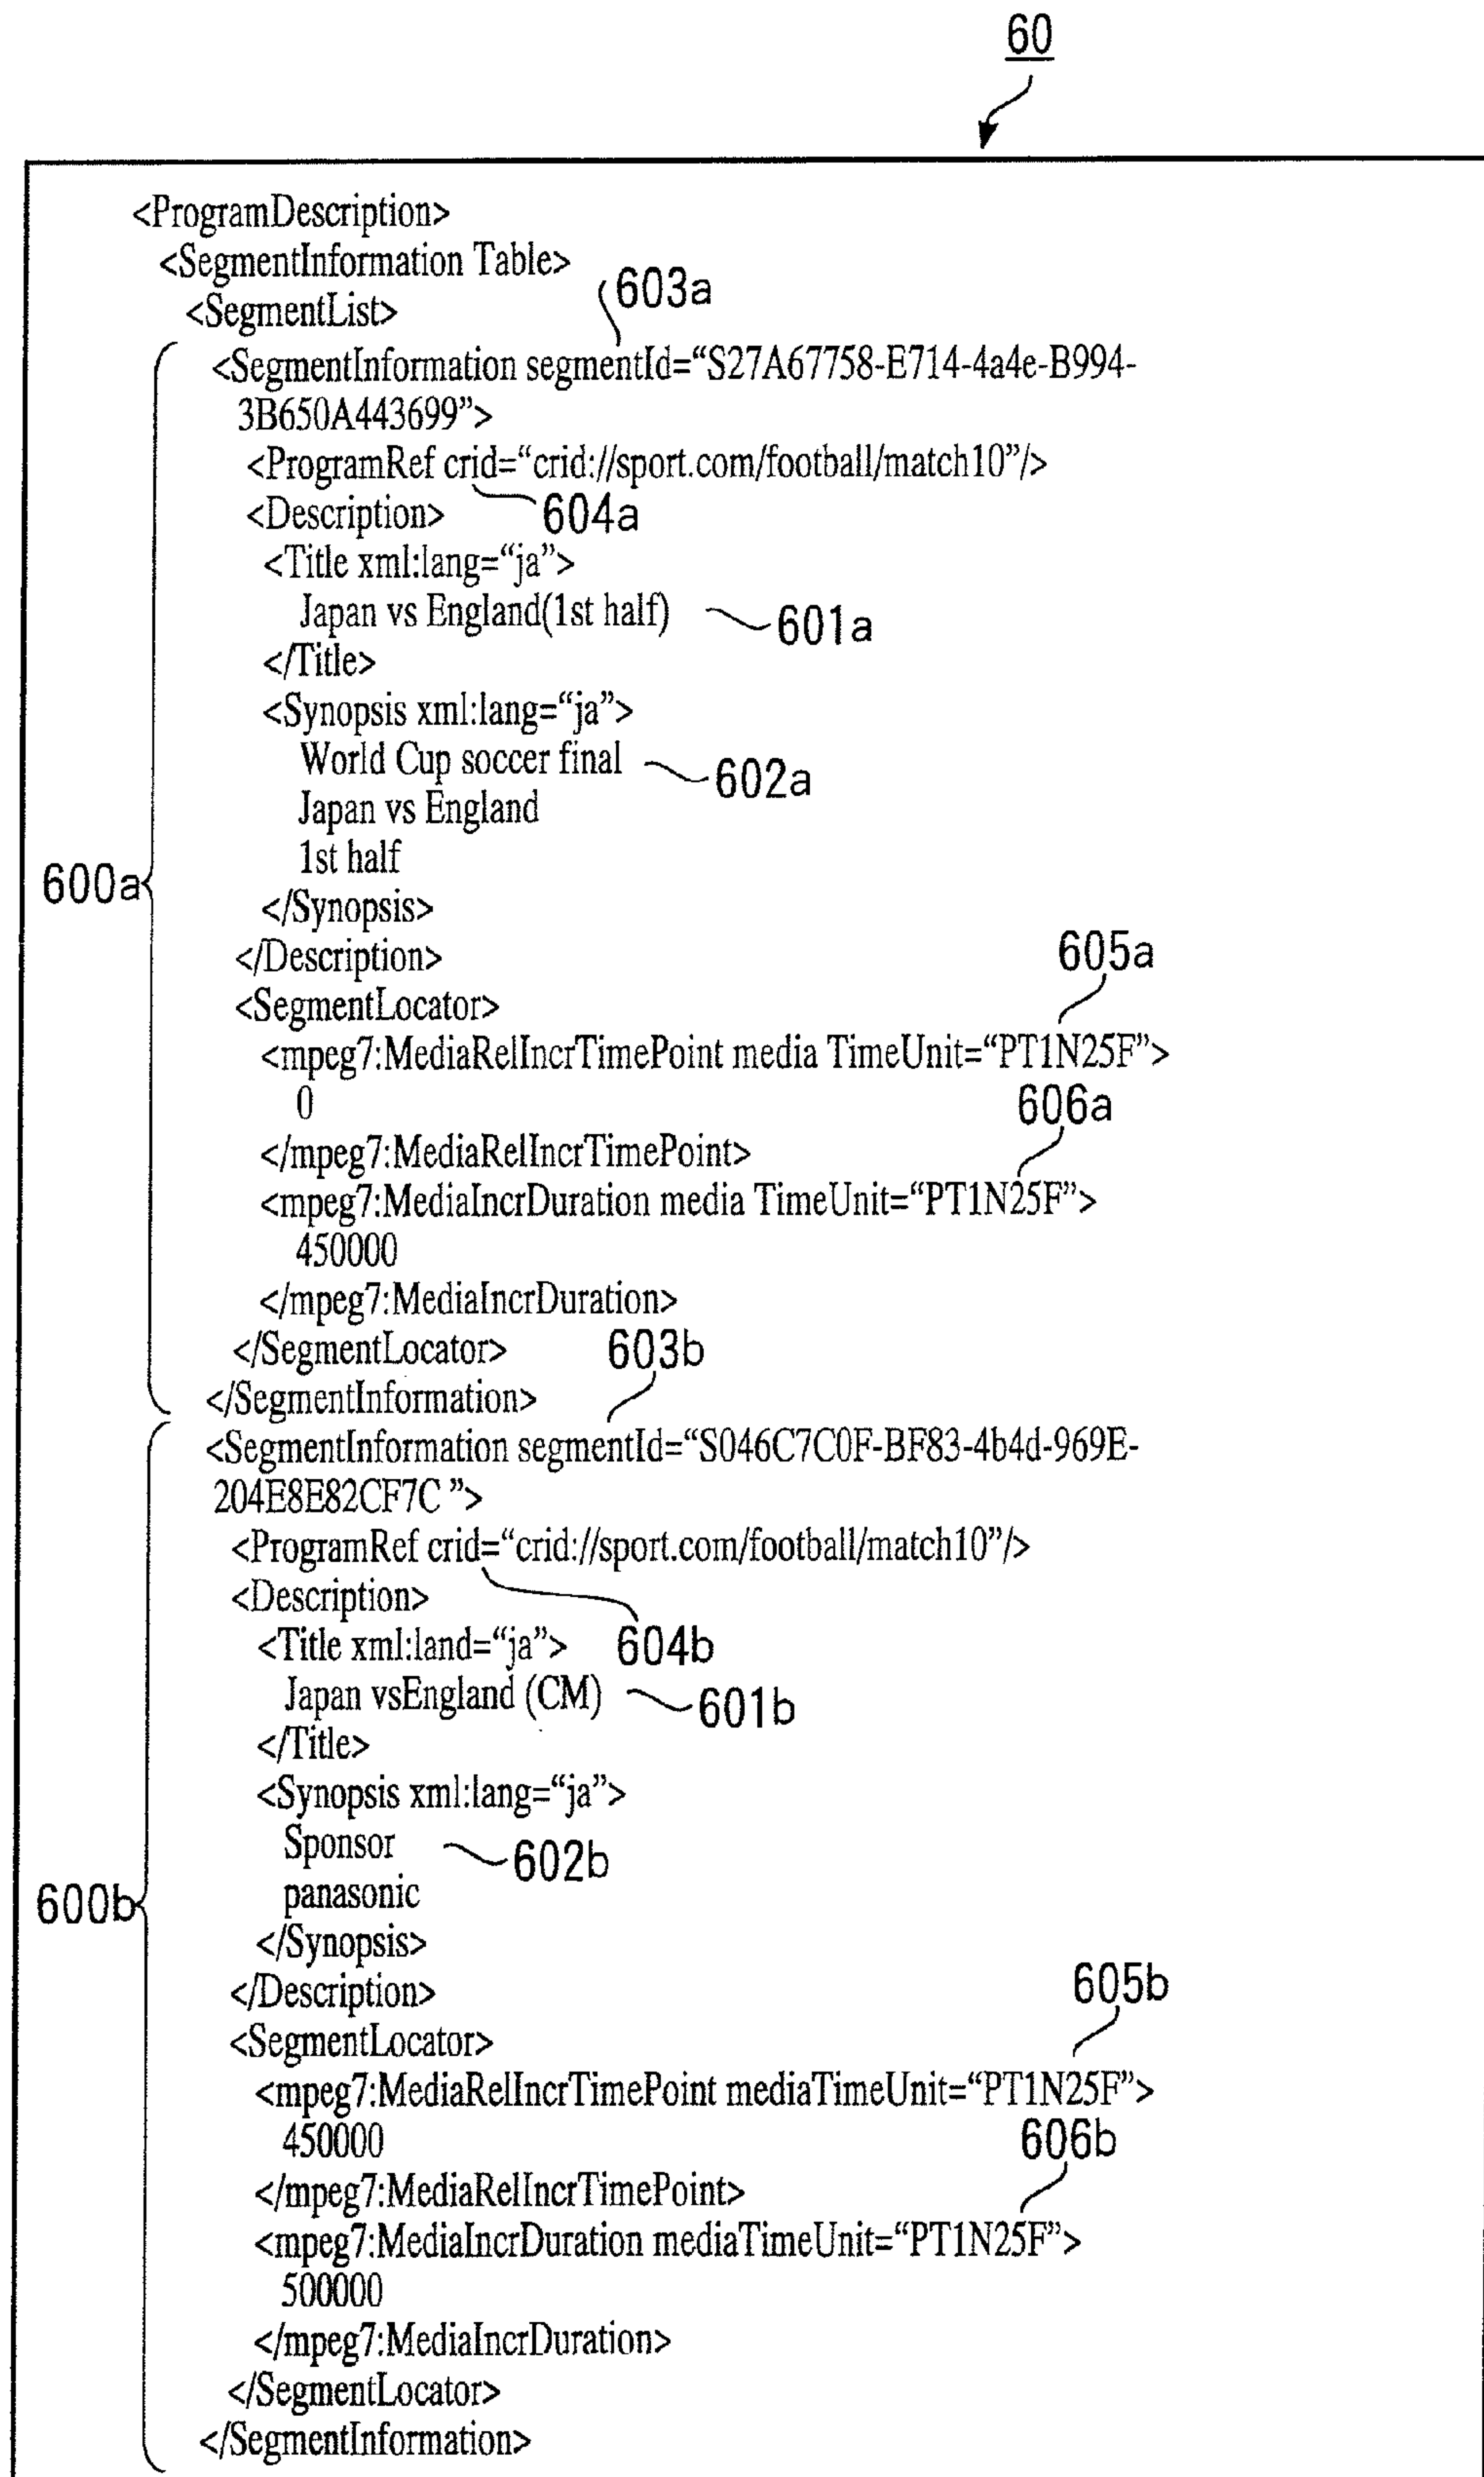 60
<ProgramDescription>
<SegmentInformation Table>
603a
<SegmentList>
<SegmentInformation segmentId=“S27A67758-E714-4a4e-B994-
3B650A443699”>
<ProgramRef crid=“crid://sport.com/football/match10”/>
<Description> 604a
<Title xml:lang=“ja”>
Japan vs England(1st half) 601a
</Title>
<Synopsis xml:lang=“ja”>
World Cup soccer final 602a
Japan vs England
1st half
600a
</Synopsis>
</Description> 605a
<SegmentLocator>
<mpeg7:MediaRelIncrTimePoint media TimeUnit=“PT1N25F”>
0 606a
</mpeg7:MediaRelIncrTimePoint>
<mpeg7:MediaIncrDuration media TimeUnit=“PT1N25F”>
450000
</mpeg7:MediaIncrDuration>
</SegmentLocator> 603b
</SegmentInformation>
<SegmentInformation segmentId=“S046C7C0F-BF83-4b4d-969E-
204E8E82CF7C ”>
<ProgramRef crid=“crid://sport.com/football/match10”/>
<Description>
<Title xml:land=“ja”> 604b
Japan vsEngland (CM) 601b
</Title>
<Synopsis xml:lang=“ja”>
Sponsor 602b
600b panasonic
</Synopsis>
</Description> 605b
<SegmentLocator>
<mpeg7:MediaRelIncrTimePoint mediaTimeUnit=“PT1N25F”>
450000 606b
</mpeg7:MediaRelIncrTimePoint>
<mpeg7:MediaIncrDuration mediaTimeUnit=“PT1N25F”>
500000
</mpeg7:MediaIncrDuration>
</SegmentLocator>
</SegmentInformation>